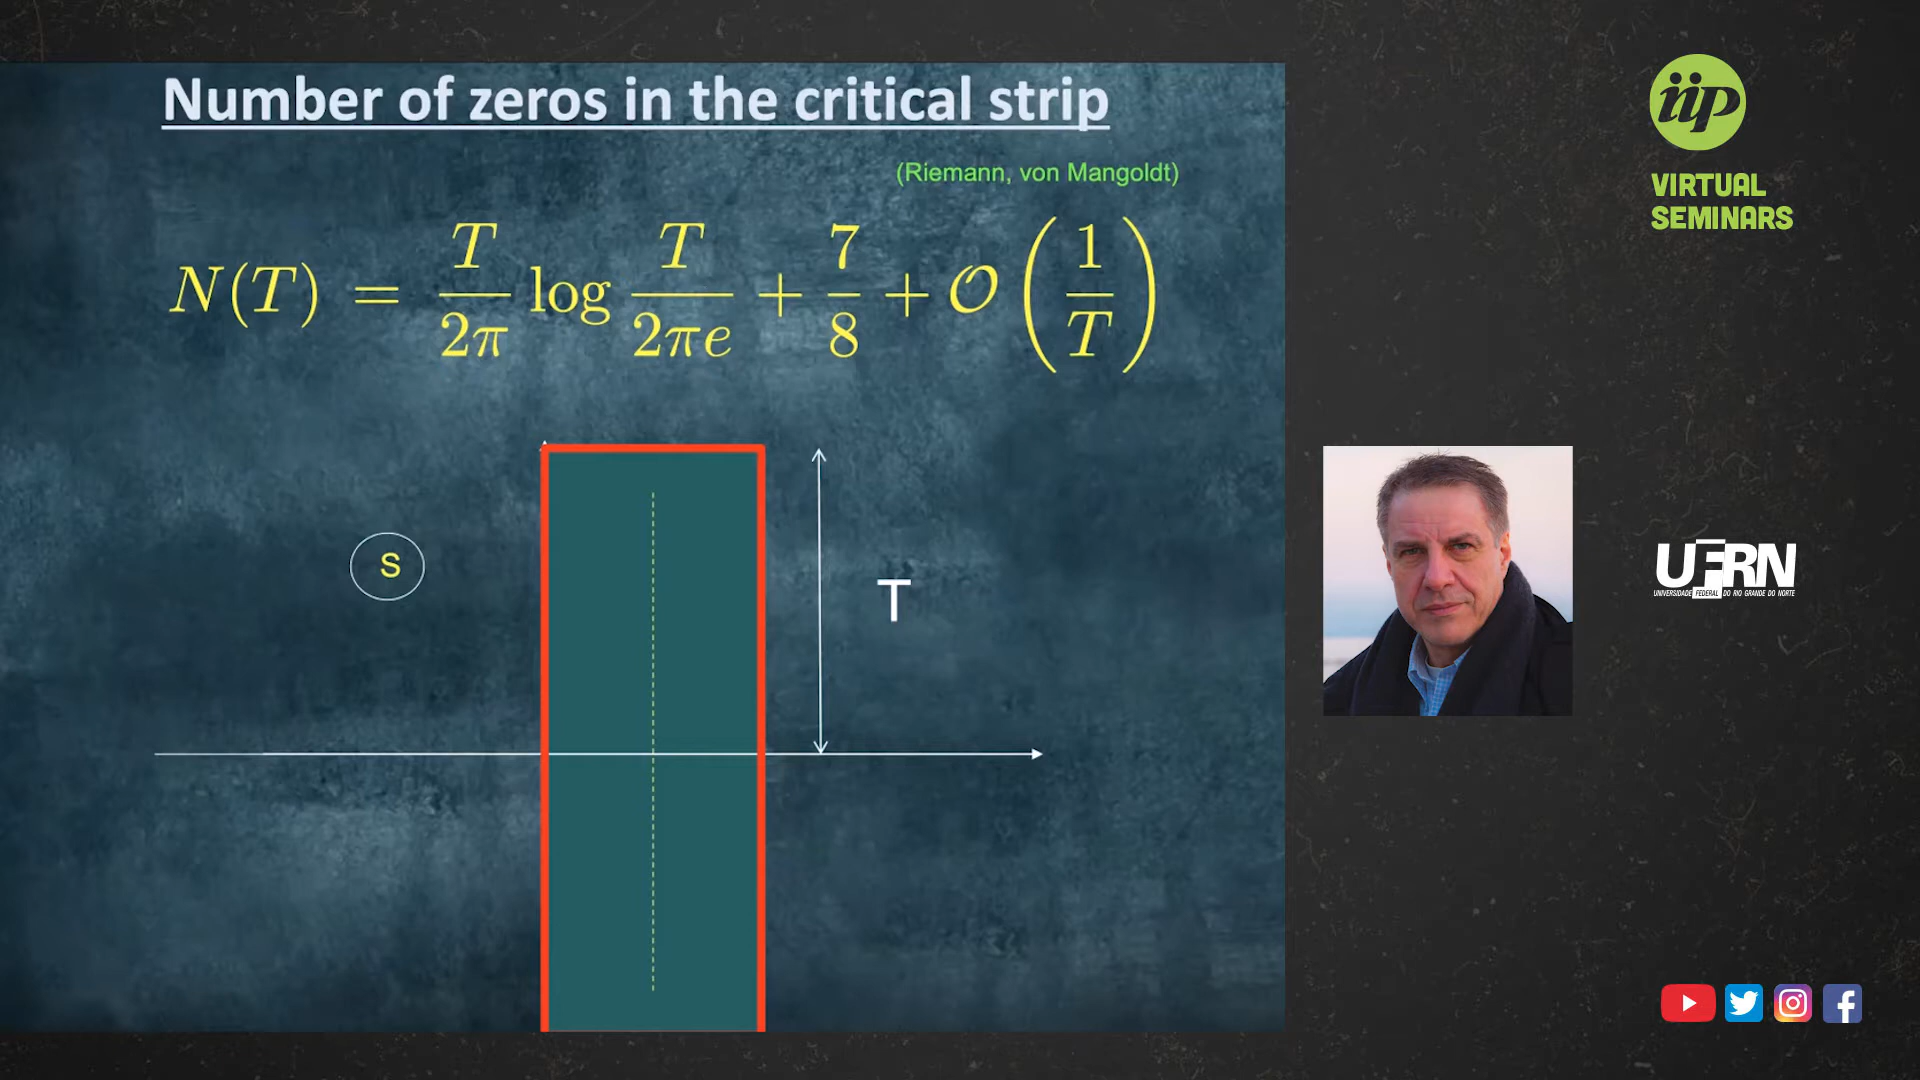 Number of zeros in the critical strip
(Riemann, von Mangoldt)
N(T) = T/2π log T/2πe + 7/8 + 𝒪(1/T)
S
T
iip
VIRTUAL
SEMINARS
UFRN
UNIVERSIDADE FEDERAL DO RIO GRANDE DO NORTE